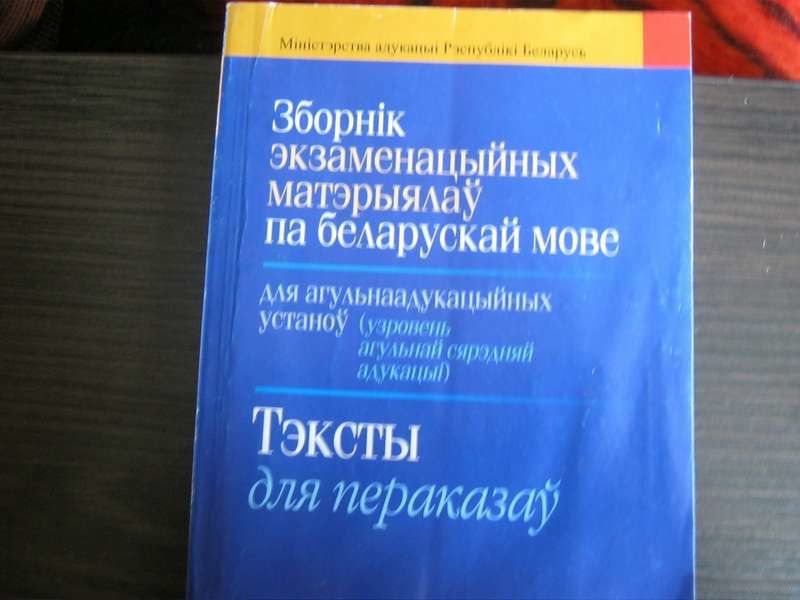 Міністэрства адукацыі Рэспублікі Беларусь
Зборнік
экзаменацыйных
матэрыялаў
па беларускай мове
для агульнаадукацыйных
устаноў (узровень
агульнай сярэдняй
адукацыі)
Тэксты
для пераказаў